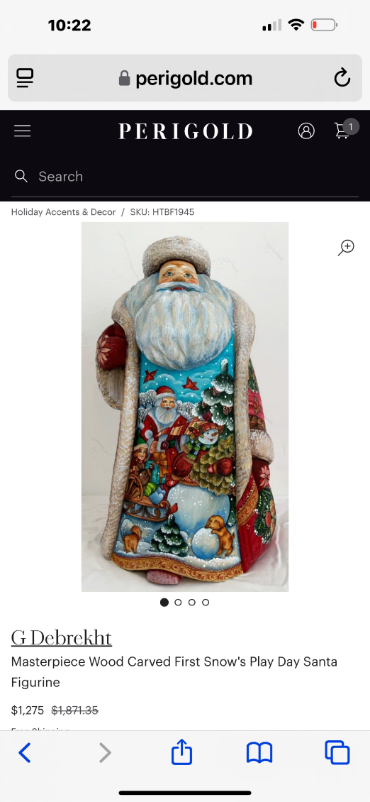 10:22
perigold.com
PERIGOLD
1
Search
Holiday Accents & Decor / SKU: HTBF1945
G Debrekht
Masterpiece Wood Carved First Snow's Play Day Santa
Figurine
$1,275 $1,871.35